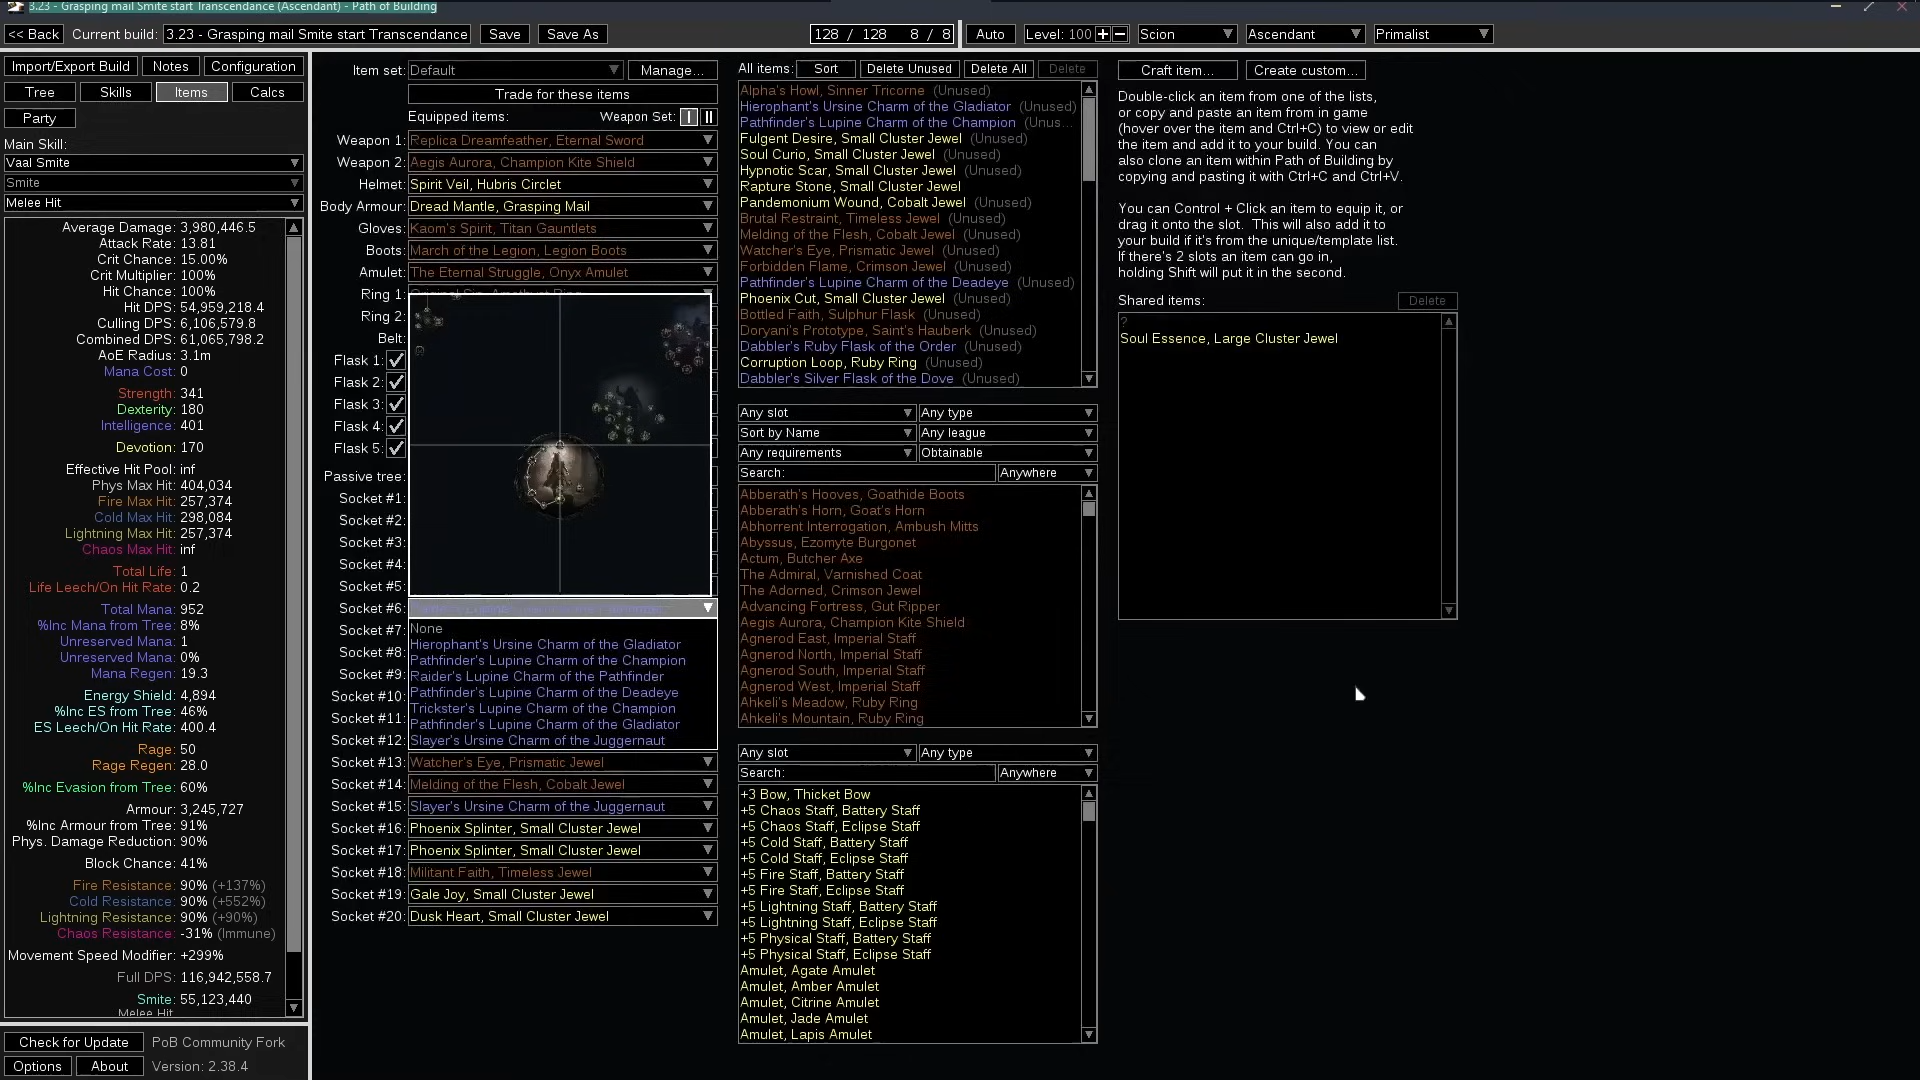 3.23 - Grasping mail Smite start Transcendance (Ascendant) - Path of Building
<< Back
Current build: 3.23 - Grasping mail Smite start Transcendance
Save
Save As
128 / 128 8 / 8
Auto
Level: 100
Scion
Ascendant
Primalist
Import/Export Build
Notes
Configuration
Tree
Skills
Items
Calcs
Party
Main Skill:
Vaal Smite
Smite
Melee Hit
Average Damage: 3,980,446.5
Attack Rate: 13.81
Crit Chance: 15.00%
Crit Multiplier: 100%
Hit Chance: 100%
Hit DPS: 54,959,218.4
Culling DPS: 6,106,579.8
Combined DPS: 61,065,798.2
AoE Radius: 3.1m
Mana Cost: 0
Strength: 341
Dexterity: 180
Intelligence: 401
Devotion: 170
Effective Hit Pool: inf
Phys Max Hit: 404,034
Fire Max Hit: 257,374
Cold Max Hit: 298,084
Lightning Max Hit: 257,374
Chaos Max Hit: inf
Total Life: 1
Life Leech/On Hit Rate: 0.2
Total Mana: 952
%Inc Mana from Tree: 8%
Unreserved Mana: 1
Unreserved Mana: 0%
Mana Regen: 19.3
Energy Shield: 4,894
%Inc ES from Tree: 46%
ES Leech/On Hit Rate: 400.4
Rage: 50
Rage Regen: 28.0
%Inc Evasion from Tree: 60%
Armour: 3,245,727
%Inc Armour from Tree: 91%
Phys. Damage Reduction: 90%
Block Chance: 41%
Fire Resistance: 90% (+137%)
Cold Resistance: 90% (+552%)
Lightning Resistance: 90% (+90%)
Chaos Resistance: -31% (Immune)
Movement Speed Modifier: +299%
Full DPS: 116,942,558.7
Smite: 55,123,440
Melee Hit
Check for Update
PoB Community Fork
Options
About
Version: 2.38.4
Item set: Default
Manage...
Trade for these items
Equipped items:
Weapon Set: I II
Weapon 1: Replica Dreamfeather, Eternal Sword
Weapon 2: Aegis Aurora, Champion Kite Shield
Helmet: Spirit Veil, Hubris Circlet
Body Armour: Dread Mantle, Grasping Mail
Gloves: Kaom's Spirit, Titan Gauntlets
Boots: March of the Legion, Legion Boots
Amulet: The Eternal Struggle, Onyx Amulet
Ring 1: Original Sin, Amethyst Ring
Ring 2:
Belt:
Flask 1:
Flask 2:
Flask 3:
Flask 4:
Flask 5:
Passive tree:
Socket #1:
Socket #2:
Socket #3:
Socket #4:
Socket #5:
Socket #6:
Socket #7:
Socket #8:
Socket #9:
Socket #10:
Socket #11:
Socket #12:
None
Hierophant's Ursine Charm of the Gladiator
Pathfinder's Lupine Charm of the Champion
Raider's Lupine Charm of the Pathfinder
Pathfinder's Lupine Charm of the Deadeye
Trickster's Lupine Charm of the Champion
Pathfinder's Lupine Charm of the Gladiator
Slayer's Ursine Charm of the Juggernaut
Socket #13: Watcher's Eye, Prismatic Jewel
Socket #14: Melding of the Flesh, Cobalt Jewel
Socket #15: Slayer's Ursine Charm of the Juggernaut
Socket #16: Phoenix Splinter, Small Cluster Jewel
Socket #17: Phoenix Splinter, Small Cluster Jewel
Socket #18: Militant Faith, Timeless Jewel
Socket #19: Gale Joy, Small Cluster Jewel
Socket #20: Dusk Heart, Small Cluster Jewel
All items:
Sort
Delete Unused
Delete All
Delete
Alpha's Howl, Sinner Tricorne (Unused)
Hierophant's Ursine Charm of the Gladiator (Unused)
Pathfinder's Lupine Charm of the Champion (Unus...
Fulgent Desire, Small Cluster Jewel (Unused)
Soul Curio, Small Cluster Jewel (Unused)
Hypnotic Scar, Small Cluster Jewel (Unused)
Rapture Stone, Small Cluster Jewel
Pandemonium Wound, Cobalt Jewel (Unused)
Brutal Restraint, Timeless Jewel (Unused)
Melding of the Flesh, Cobalt Jewel (Unused)
Watcher's Eye, Prismatic Jewel (Unused)
Forbidden Flame, Crimson Jewel (Unused)
Pathfinder's Lupine Charm of the Deadeye (Unused)
Phoenix Cut, Small Cluster Jewel (Unused)
Bottled Faith, Sulphur Flask (Unused)
Doryani's Prototype, Saint's Hauberk (Unused)
Dabbler's Ruby Flask of the Order (Unused)
Corruption Loop, Ruby Ring (Unused)
Dabbler's Silver Flask of the Dove (Unused)
Any slot
Any type
Sort by Name
Any league
Any requirements
Obtainable
Search:
Anywhere
Abberath's Hooves, Goathide Boots
Abberath's Horn, Goat's Horn
Abhorrent Interrogation, Ambush Mitts
Abyssus, Ezomyte Burgonet
Actum, Butcher Axe
The Admiral, Varnished Coat
The Adorned, Crimson Jewel
Advancing Fortress, Gut Ripper
Aegis Aurora, Champion Kite Shield
Agnerod East, Imperial Staff
Agnerod North, Imperial Staff
Agnerod South, Imperial Staff
Agnerod West, Imperial Staff
Ahkeli's Meadow, Ruby Ring
Ahkeli's Mountain, Ruby Ring
Any slot
Any type
Search:
Anywhere
+3 Bow, Thicket Bow
+5 Chaos Staff, Battery Staff
+5 Chaos Staff, Eclipse Staff
+5 Cold Staff, Battery Staff
+5 Cold Staff, Eclipse Staff
+5 Fire Staff, Battery Staff
+5 Fire Staff, Eclipse Staff
+5 Lightning Staff, Battery Staff
+5 Lightning Staff, Eclipse Staff
+5 Physical Staff, Battery Staff
+5 Physical Staff, Eclipse Staff
Amulet, Agate Amulet
Amulet, Amber Amulet
Amulet, Citrine Amulet
Amulet, Jade Amulet
Amulet, Lapis Amulet
Craft item...
Create custom...
Double-click an item from one of the lists,
or copy and paste an item from in game
(hover over the item and Ctrl+C) to view or edit
the item and add it to your build. You can
also clone an item within Path of Building by
copying and pasting it with Ctrl+C and Ctrl+V.
You can Control + Click an item to equip it, or
drag it onto the slot. This will also add it to
your build if it's from the unique/template list.
If there's 2 slots an item can go in,
holding Shift will put it in the second.
Shared items:
Delete
?
Soul Essence, Large Cluster Jewel